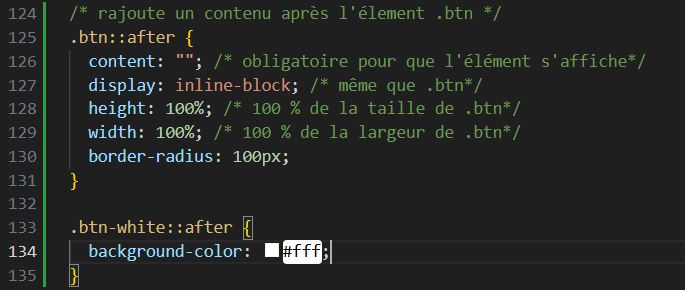 124 /* rajoute un contenu après l'élement .btn */
125 .btn::after {
126 content: ""; /* obligatoire pour que l'élément s'affiche*/
127 display: inline-block; /* même que .btn*/
128 height: 100%; /* 100 % de la taille de .btn*/
129 width: 100%; /* 100 % de la largeur de .btn*/
130 border-radius: 100px;
131 }
132
133 .btn-white::after {
134 background-color: #fff;
135 }